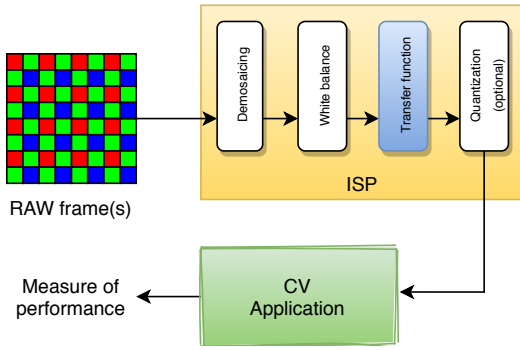 Demosaicing
White balance
Transfer function
Quantization
(optional)
ISP
RAW frame(s)
CV
Application
Measure of
performance